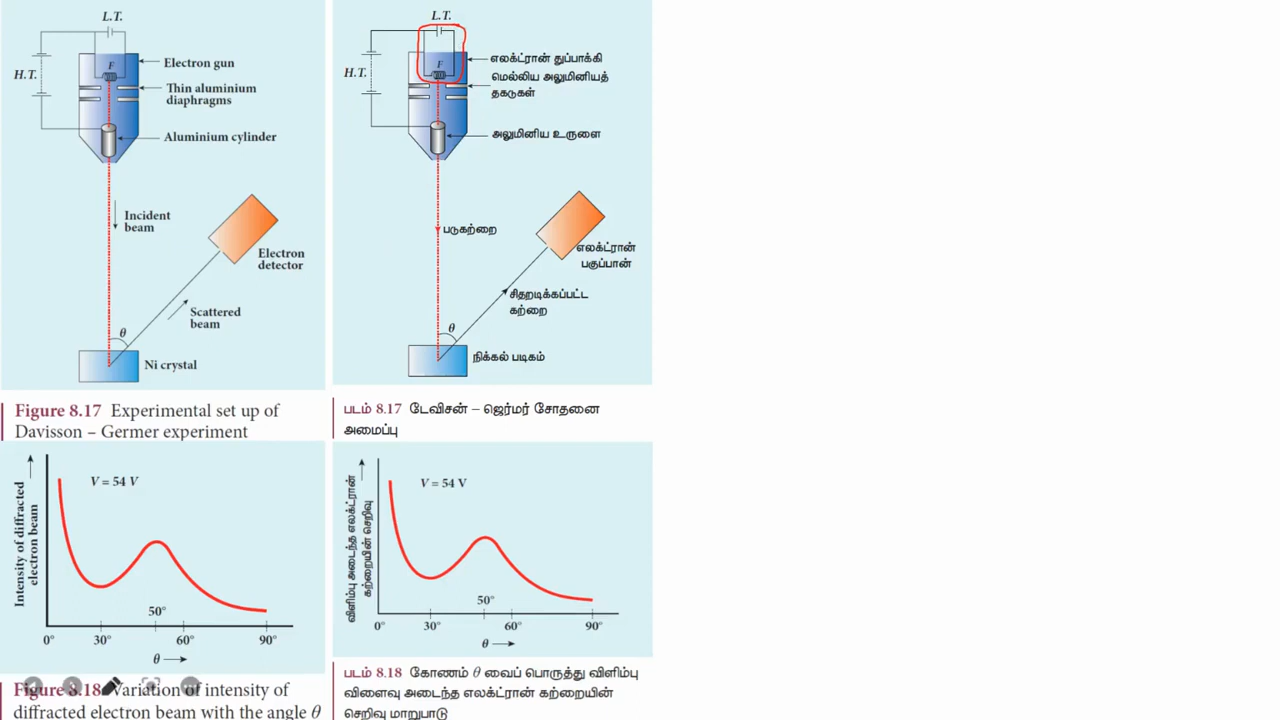 L.T.
H.T.
F
Electron gun
Thin aluminium
diaphragms
Aluminium cylinder
Incident
beam
Electron
detector
Scattered
beam
θ
Ni crystal
Figure 8.17 Experimental set up of
Davisson – Germer experiment
Intensity of diffracted
electron beam
V = 54 V
50°
0° 30° 60° 90°
θ
Figure 8.18 Variation of intensity of
diffracted electron beam with the angle θ
L.T.
H.T.
F
எலக்ட்ரான் துப்பாக்கி
மெல்லிய அலுமினியத்
தகடுகள்
அலுமினிய உருளை
படுகற்றை
எலக்ட்ரான்
பகுப்பான்
சிதறடிக்கப்பட்ட
கற்றை
θ
நிக்கல் படிகம்
படம் 8.17 டேவிசன் – ஜெர்மர் சோதனை
அமைப்பு
விளிம்பு அடைந்த எலக்ட்ரான்
கற்றையின் செறிவு
V = 54 V
50°
0° 30° 60° 90°
θ
படம் 8.18 கோணம் θ வைப் பொருத்து விளிம்பு
விளைவு அடைந்த எலக்ட்ரான் கற்றையின்
செறிவு மாறுபாடு